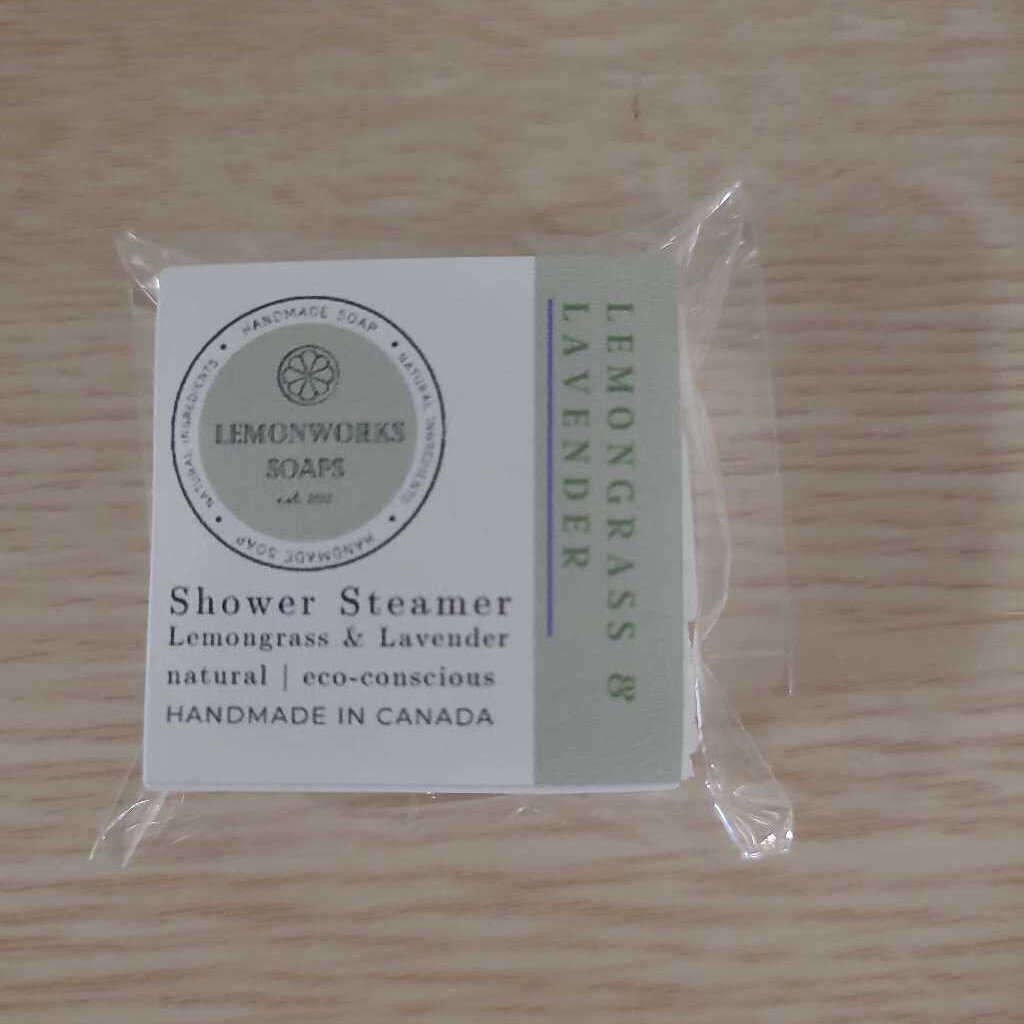 HANDMADE SOAP
NATURAL INGREDIENTS
HANDMADE SOAP
NATURAL INGREDIENTS
LEMONWORKS
SOAPS
est.
Shower Steamer
Lemongrass & Lavender
natural | eco-conscious
HANDMADE IN CANADA
LEMONGRASS &
LAVENDER